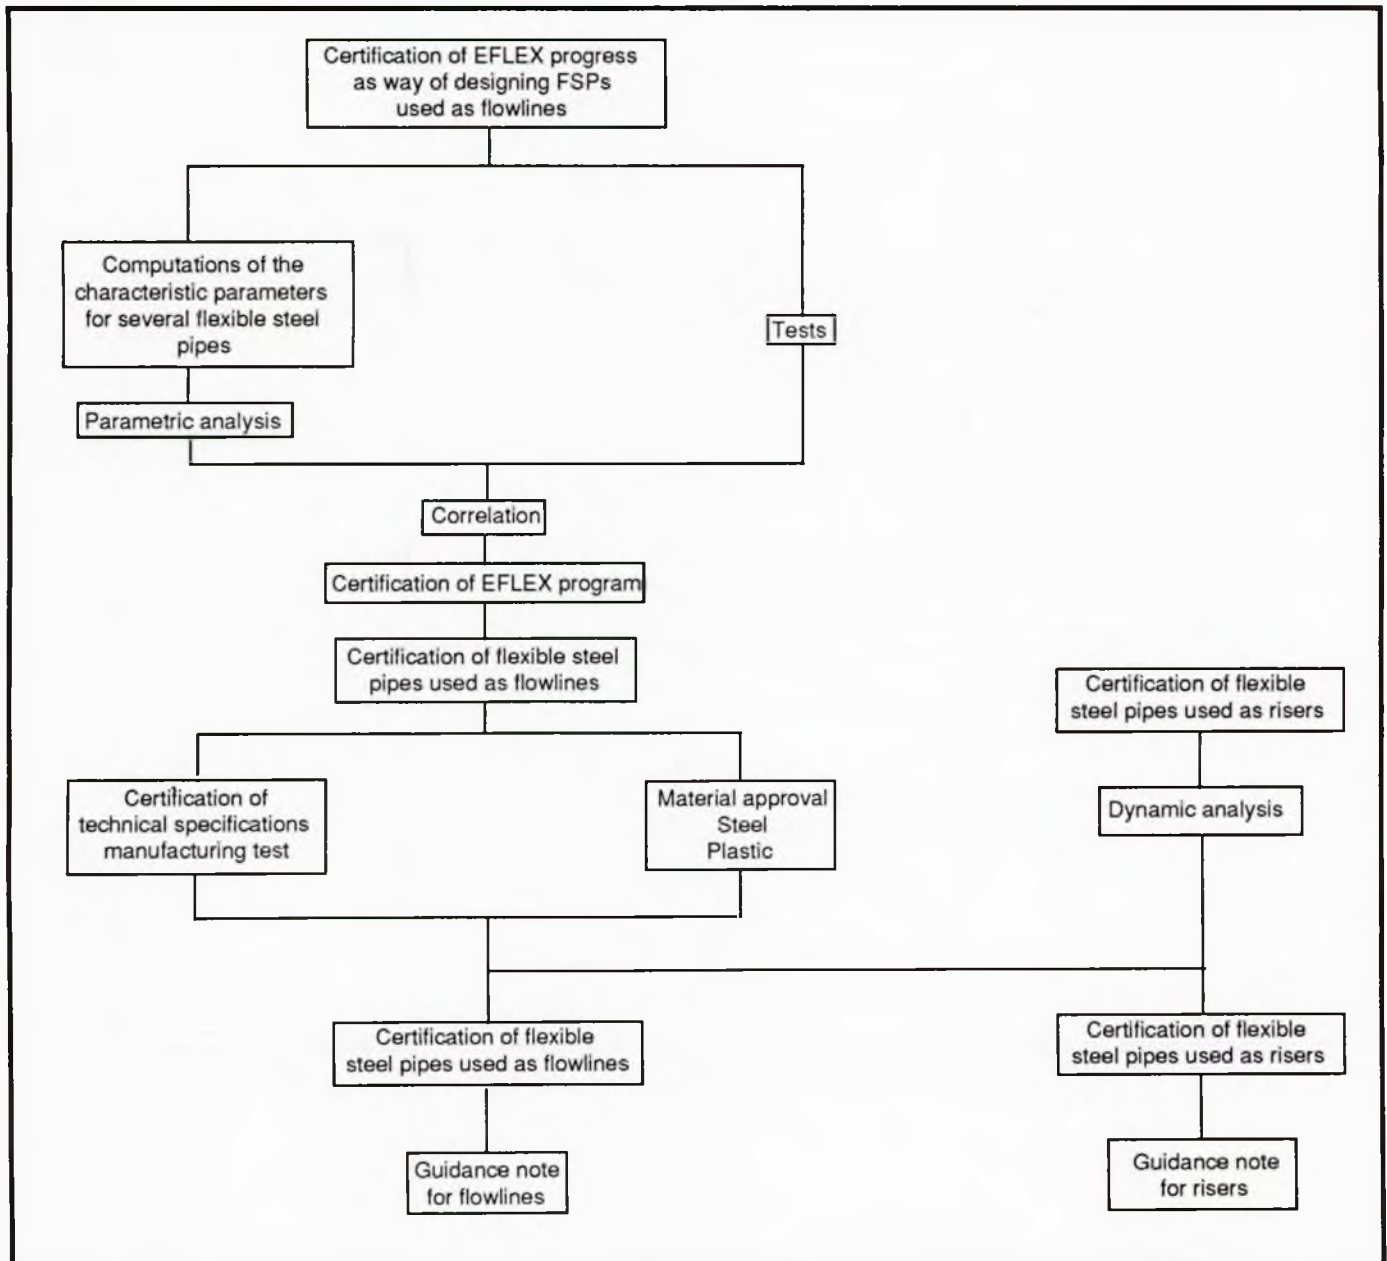 Certification of EFLEX progress
as way of designing FSPs
used as flowlines
Computations of the
characteristic parameters
for several flexible steel
pipes
Tests
Parametric analysis
Correlation
Certification of EFLEX program
Certification of flexible steel
pipes used as flowlines
Certification of flexible
steel pipes used as risers
Certification of
technical specifications
manufacturing test
Material approval
Steel
Plastic
Dynamic analysis
Certification of flexible
steel pipes used as flowlines
Certification of flexible
steel pipes used as risers
Guidance note
for flowlines
Guidance note
for risers